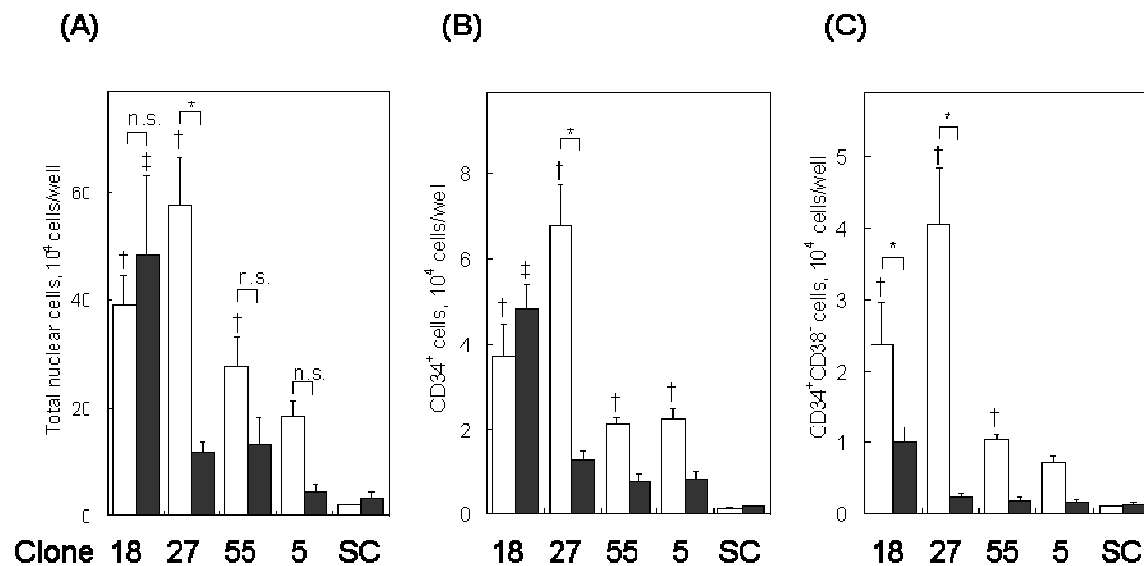 (A) (B) (C)
Total nuclear cells, 10⁴ cells/well
60
40
20
0
n.s. *
† ‡ †
n.s.
†
n.s.
CD34⁺ cells, 10⁴ cells/well
8
6
4
2
0
*
† ‡ †
† †
CD34⁺CD38⁻ cells, 10⁴ cells/well
5
4
3
2
1
0
* *
† †
†
Clone 18 27 55 5 SC 18 27 55 5 SC 18 27 55 5 SC